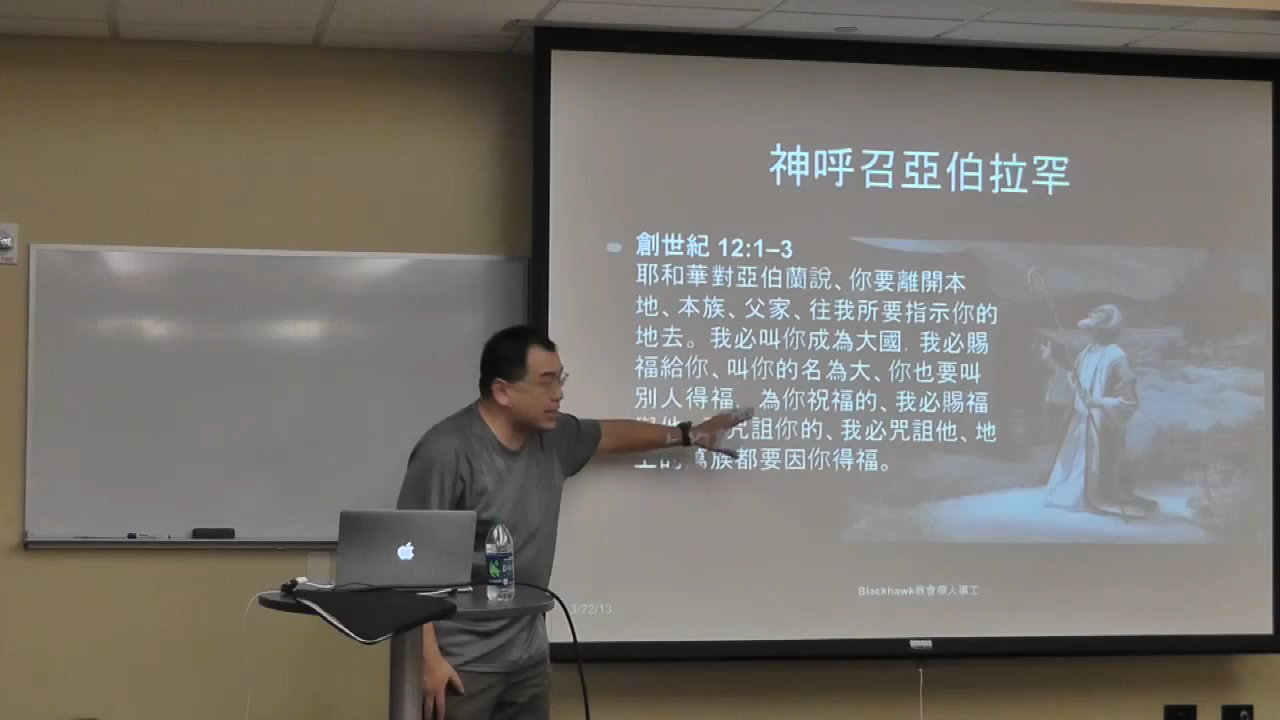 神呼召亞伯拉罕
創世紀 12:1–3
耶和華對亞伯蘭說、你要離開本
地、本族、父家、往我所要指示你的
地去。我必叫你成為大國. 我必賜
福給你、叫你的名為大、你也要叫
別人得福. 為你祝福的、我必賜福
他 咒詛你的、我必咒詛他、地
的萬族都要因你得福。
Blackhawk教會華人事工
3/22/13